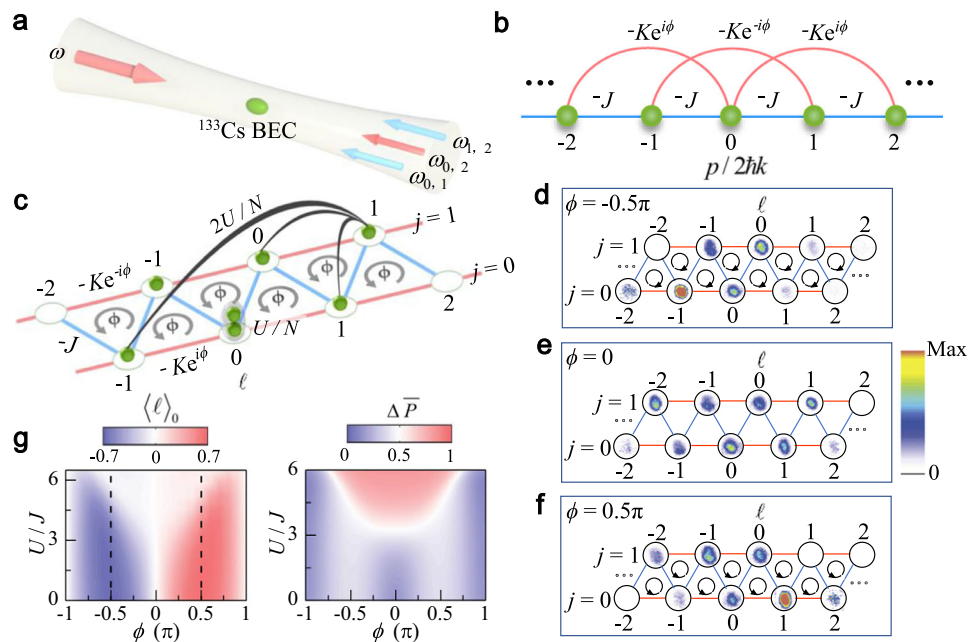 a
ω
¹³³Cs BEC
ω₁, ₂
ω₀, ₂
ω₀, ₁
b
-Ke^{iϕ} -Ke^{-iϕ} -Ke^{iϕ}
••• -J -J -J -J •••
-2 -1 0 1 2
p / 2ħk
c
2U / N
1
j = 1
0
-1
-2
-Ke^{-iϕ}
ϕ ϕ ϕ ϕ ϕ ϕ
j = 0
2
1
U / N
-J
-Ke^{iϕ}
0
-1
ℓ
d
ϕ = -0.5π
ℓ
-2 -1 0 1 2
j = 1
j = 0
-2 -1 0 1 2
e
ϕ = 0
ℓ
-2 -1 0 1 2
j = 1
j = 0
-2 -1 0 1 2
Max
0
f
ϕ = 0.5π
ℓ
-2 -1 0 1 2
j = 1
j = 0
-2 -1 0 1 2
g
⟨ℓ⟩₀
-0.7 0 0.7
U / J
6
3
0
-1 -0.5 0 0.5 1
ϕ (π)
Δ P̅
0 0.5 1
U / J
6
3
0
-1 -0.5 0 0.5 1
ϕ (π)